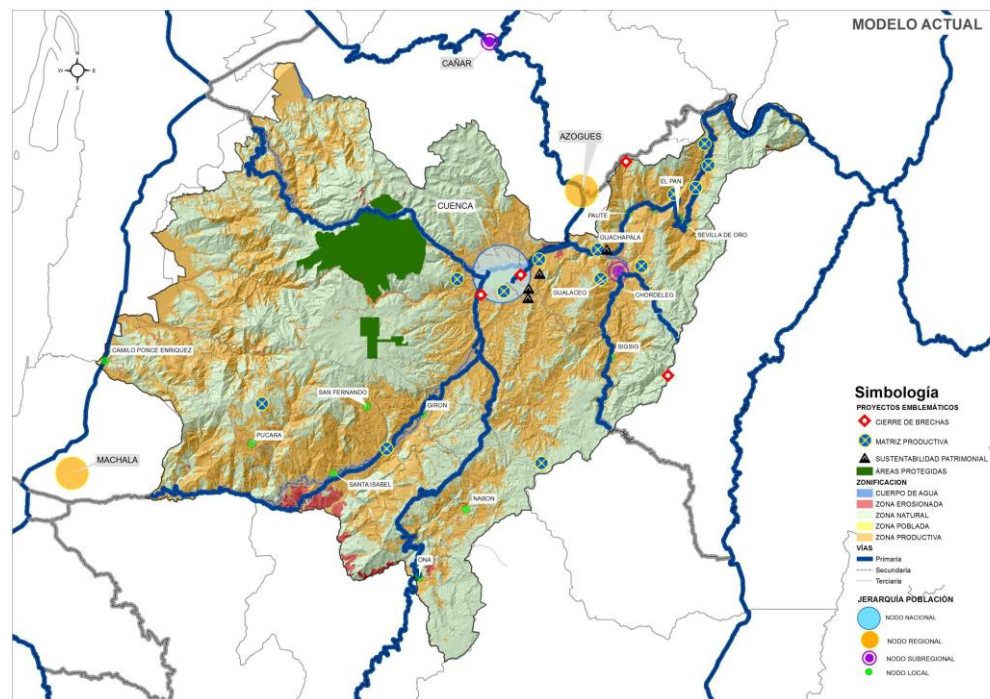 MODELO ACTUAL
N
W E
S
CAÑAR
AZOGUES
EL PAN
CUENCA
PAUTE
GUACHAPALA
SEVILLA DE ORO
GUALACEO
CHORDELEG
SIGSIG
CAMILO PONCE ENRIQUEZ
SAN FERNANDO
GIRON
PUCARA
MACHALA
SANTA ISABEL
NABON
OÑA
Simbología
PROYECTOS EMBLEMÁTICOS
CIERRE DE BRECHAS
MATRIZ PRODUCTIVA
SUSTENTABILIDAD PATRIMONIAL
ÁREAS PROTEGIDAS
ZONIFICACION
CUERPO DE AGUA
ZONA EROSIONADA
ZONA NATURAL
ZONA POBLADA
ZONA PRODUCTIVA
VÍAS
Primaria
Secundaria
Terciaria
JERARQUÍA POBLACIÓN
NODO NACIONAL
NODO REGIONAL
NODO SUBREGIONAL
NODO LOCAL